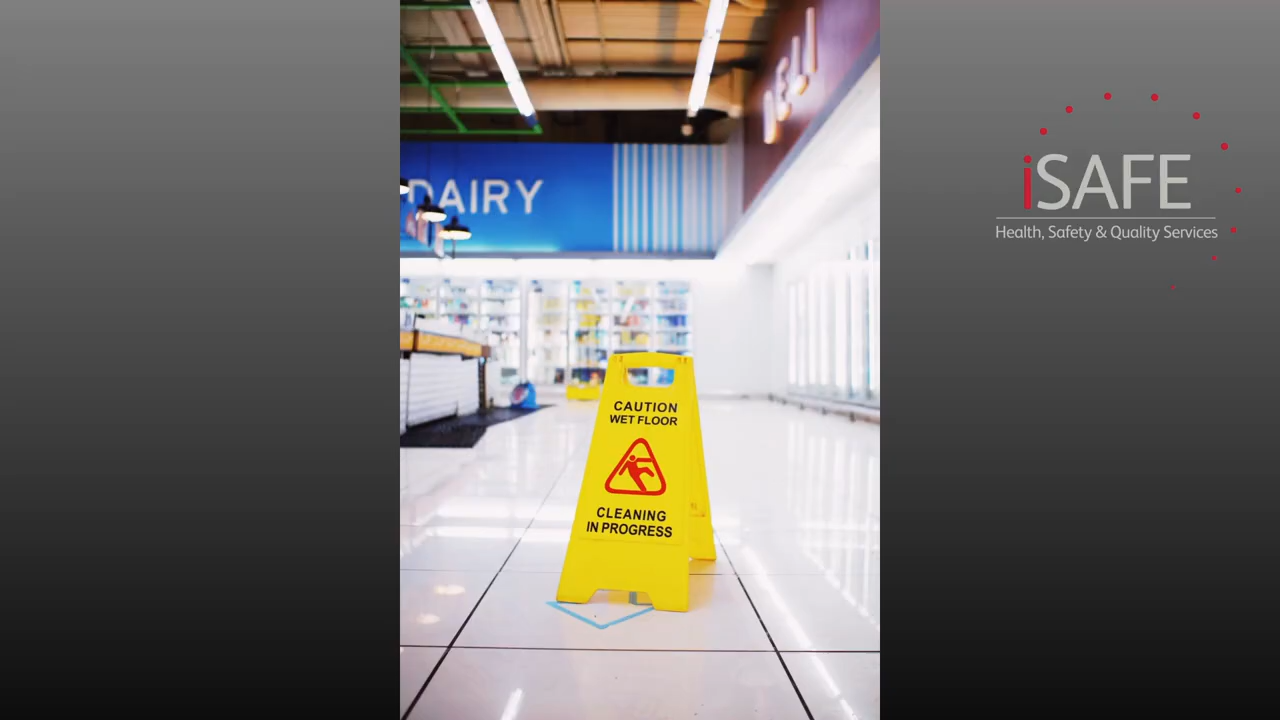 DELI
DAIRY
CAUTION
WET FLOOR
CLEANING
IN PROGRESS
iSAFE
Health, Safety & Quality Services